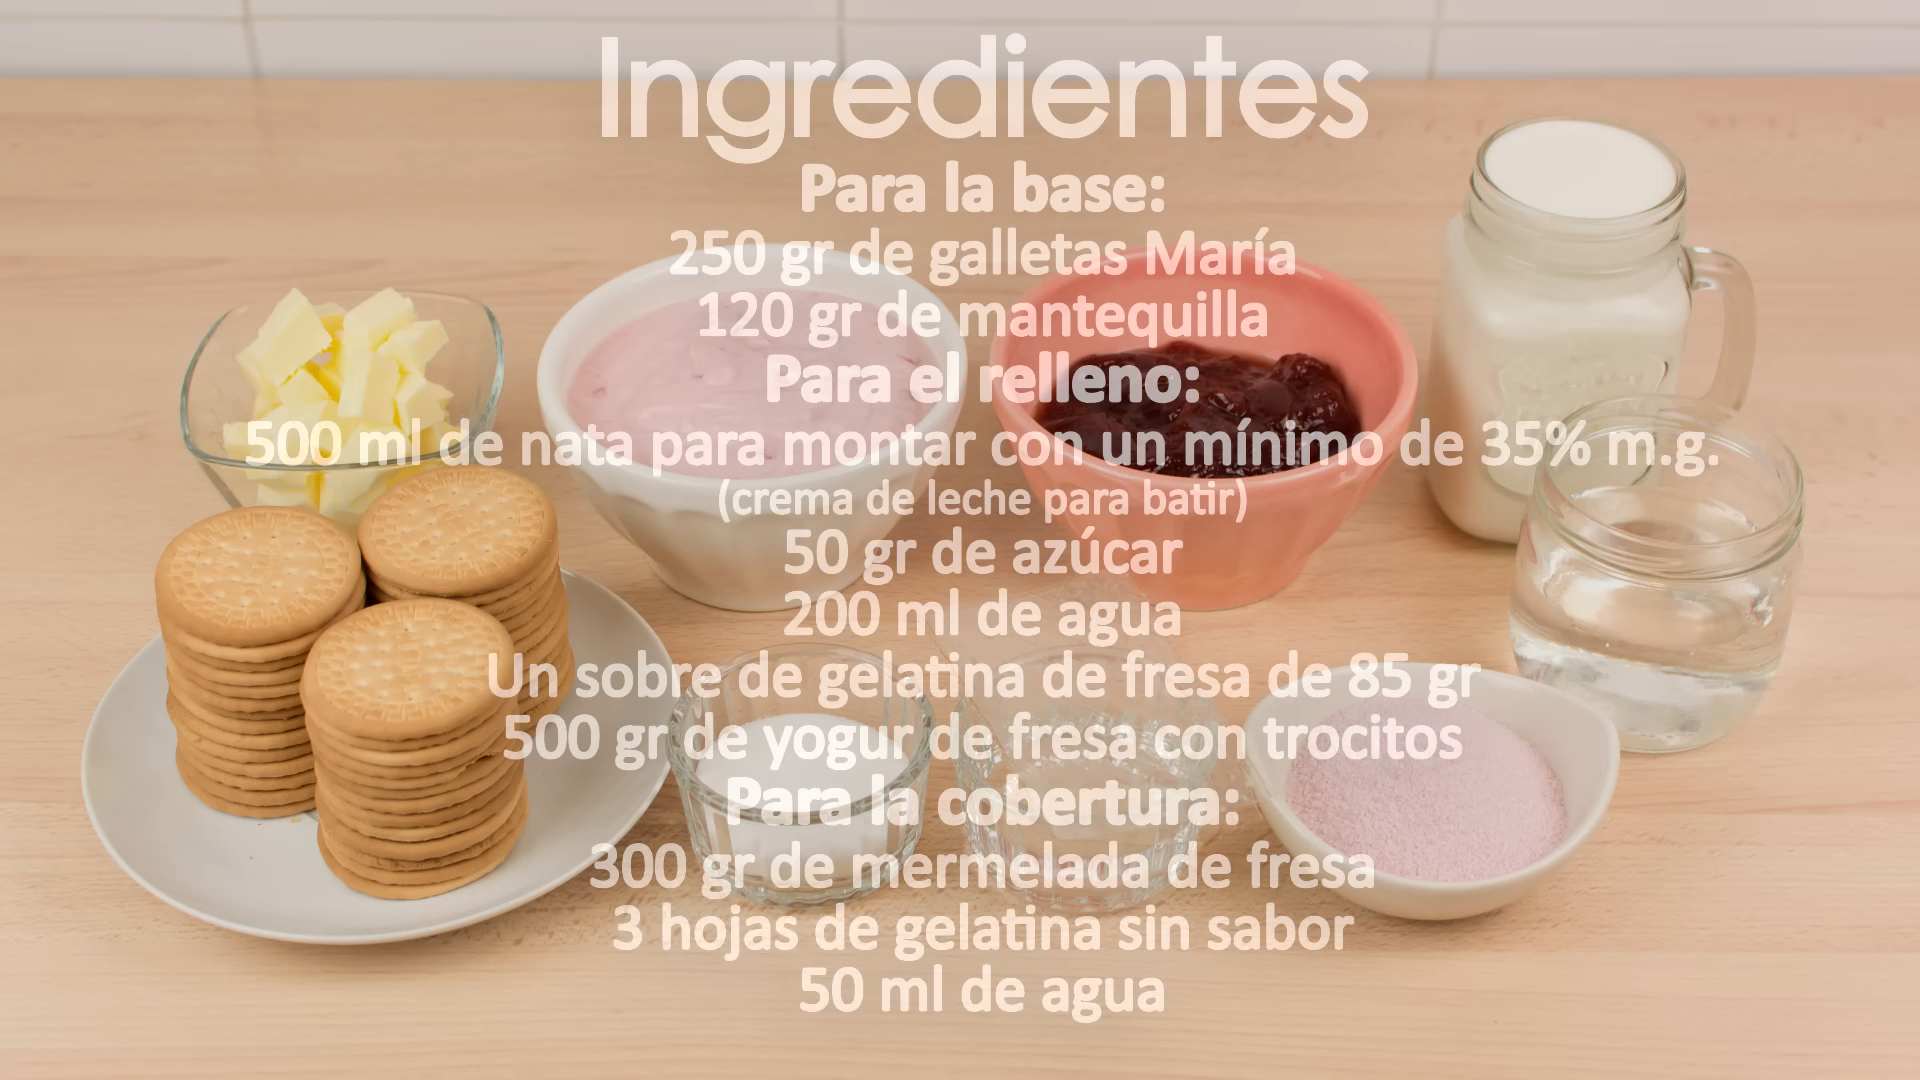 Ingredientes
Para la base:
250 gr de galletas María
120 gr de mantequilla
Para el relleno:
500 ml de nata para montar con un mínimo de 35% m.g.
(crema de leche para batir)
50 gr de azúcar
200 ml de agua
Un sobre de gelatina de fresa de 85 gr
500 gr de yogur de fresa con trocitos
Para la cobertura:
300 gr de mermelada de fresa
3 hojas de gelatina sin sabor
50 ml de agua